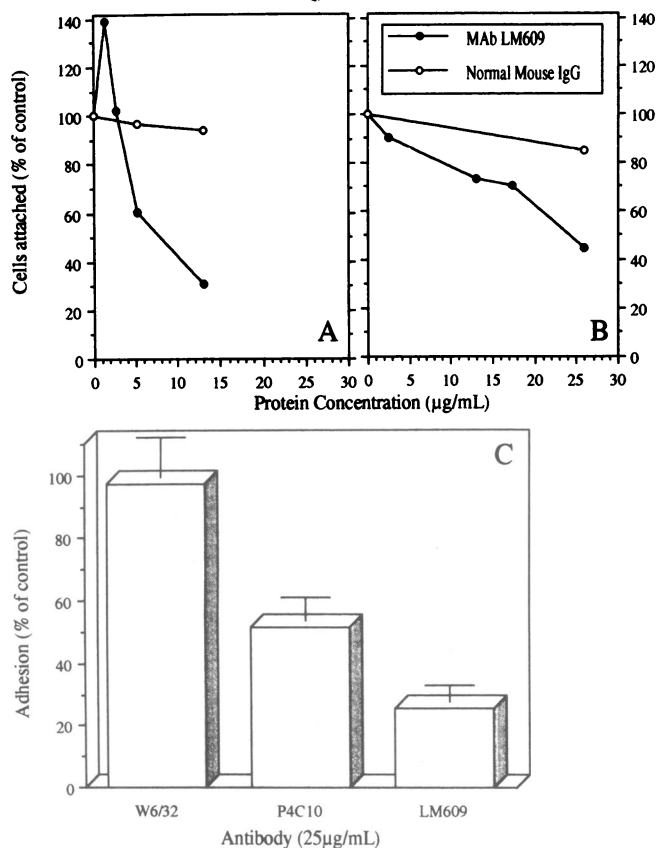 Cells attached (% of control)
140
120
100
80
60
40
20
0
A
0 5 10 15 20 25 30
MAb LM609
Normal Mouse IgG
140
120
100
80
60
40
20
0
B
0 5 10 15 20 25 30
Protein Concentration (µg/mL)
C
Adhesion (% of control)
100
80
60
40
20
0
W6/32 P4C10 LM609
Antibody (25µg/mL)